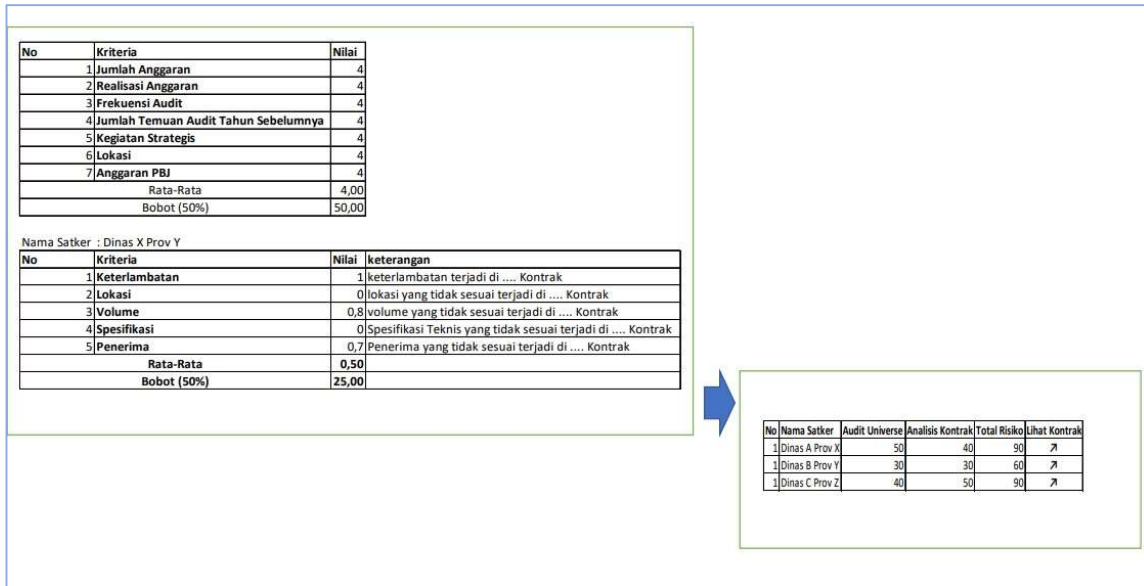 No Kriteria Nilai
1 Jumlah Anggaran 4
2 Realisasi Anggaran 4
3 Frekuensi Audit 4
4 Jumlah Temuan Audit Tahun Sebelumnya 4
5 Kegiatan Strategis 4
6 Lokasi 4
7 Anggaran PBJ 4
Rata-Rata 4,00
Bobot (50%) 50,00
Nama Satker : Dinas X Prov Y
No Kriteria Nilai keterangan
1 Keterlambatan 1 keterlambatan terjadi di .... Kontrak
2 Lokasi 0 lokasi yang tidak sesuai terjadi di .... Kontrak
3 Volume 0,8 volume yang tidak sesuai terjadi di .... Kontrak
4 Spesifikasi 0 Spesifikasi Teknis yang tidak sesuai terjadi di .... Kontrak
5 Penerima 0,7 Penerima yang tidak sesuai terjadi di .... Kontrak
Rata-Rata 0,50
Bobot (50%) 25,00
No Nama Satker Audit Universe Analisis Kontrak Total Risiko Lihat Kontrak
1 Dinas A Prov X 50 40 90 ↗
1 Dinas B Prov Y 30 30 60 ↗
1 Dinas C Prov Z 40 50 90 ↗